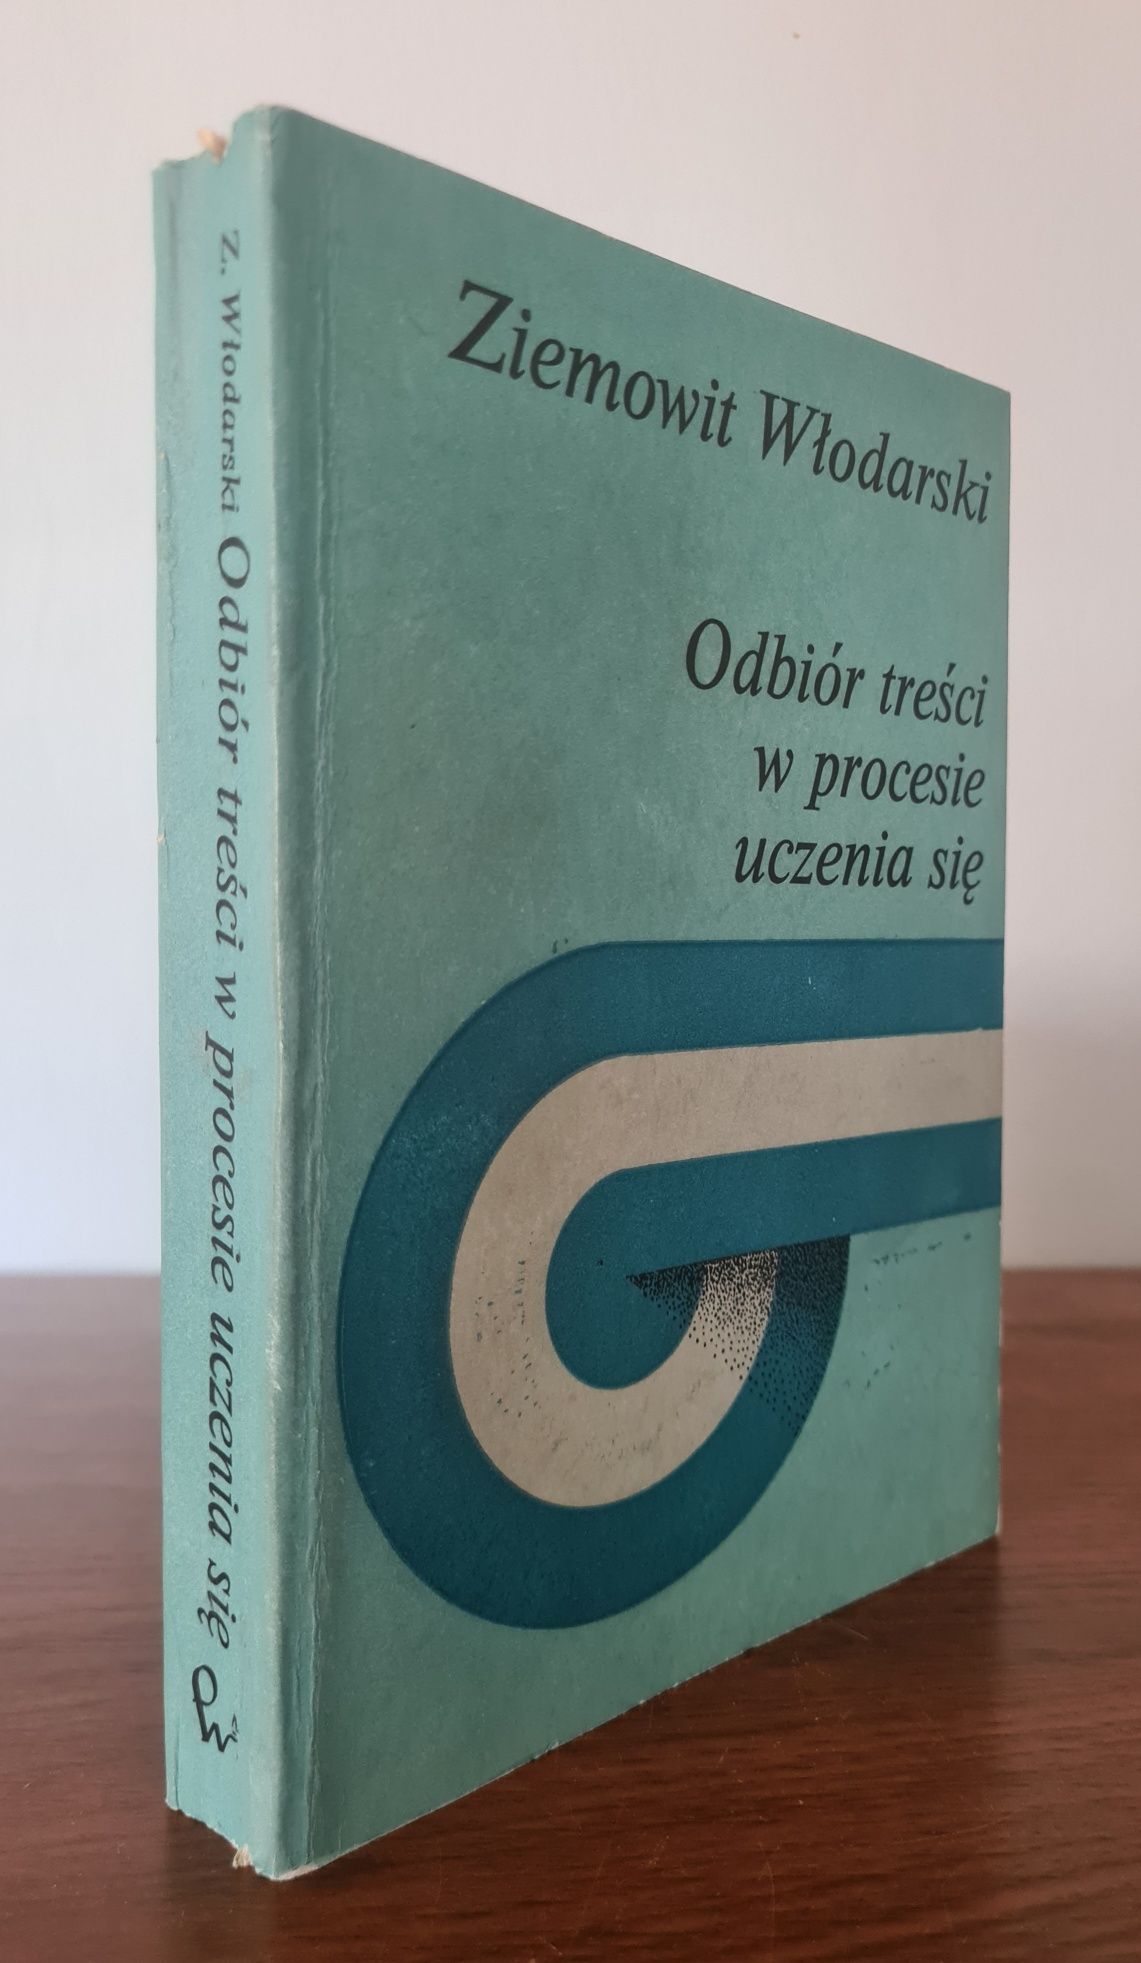 Ziemowit Włodarski
Odbiór treści
w procesie
uczenia się
Z. Włodarski Odbiór treści w procesie uczenia się